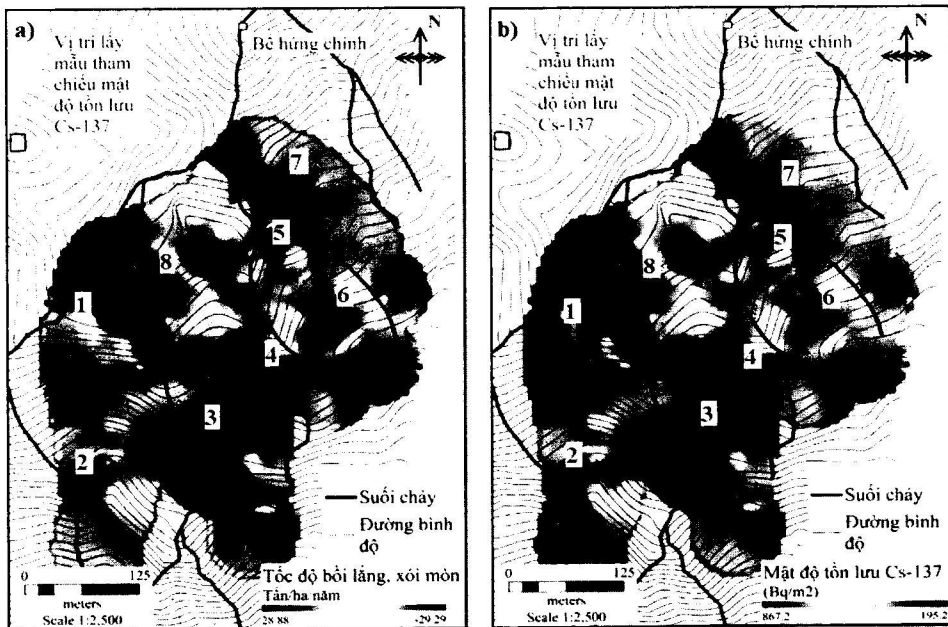 a)
Vị trí lấy
mẫu tham
chiếu mật
độ tồn lưu
Cs-137
Bể hứng chính
N
7
5
8
1
6
4
3
2
Suối chảy
Đường bình
độ
0 125
meters
Scale 1:2,500
Tốc độ bồi lắng, xói mòn
Tấn/ha năm
28.88 -29.29
b)
Vị trí lấy
mẫu tham
chiếu mật
độ tồn lưu
Cs-137
Bể hứng chính
N
7
5
8
1
6
4
3
2
Suối chảy
Đường bình
độ
0 125
meters
Scale 1:2,500
Mật độ tồn lưu Cs-137
(Bq/m2)
867.2 195.2